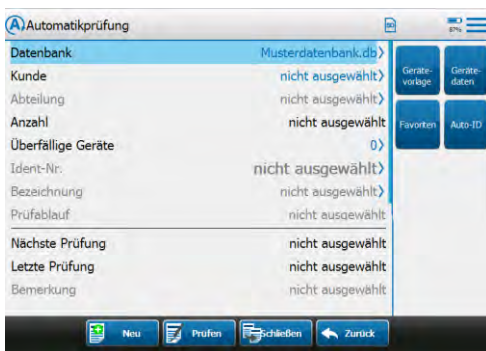 A Automatikprüfung
87%
Datenbank Musterdatenbank.db
Kunde nicht ausgewählt
Abteilung nicht ausgewählt
Anzahl nicht ausgewählt
Überfällige Geräte 0
Ident-Nr. nicht ausgewählt
Bezeichnung nicht ausgewählt
Prüfablauf nicht ausgewählt
Nächste Prüfung nicht ausgewählt
Letzte Prüfung nicht ausgewählt
Bemerkung nicht ausgewählt
Geräte-
vorlage
Geräte-
daten
Favoriten
Auto-ID
Neu
Prüfen
Schließen
Zurück